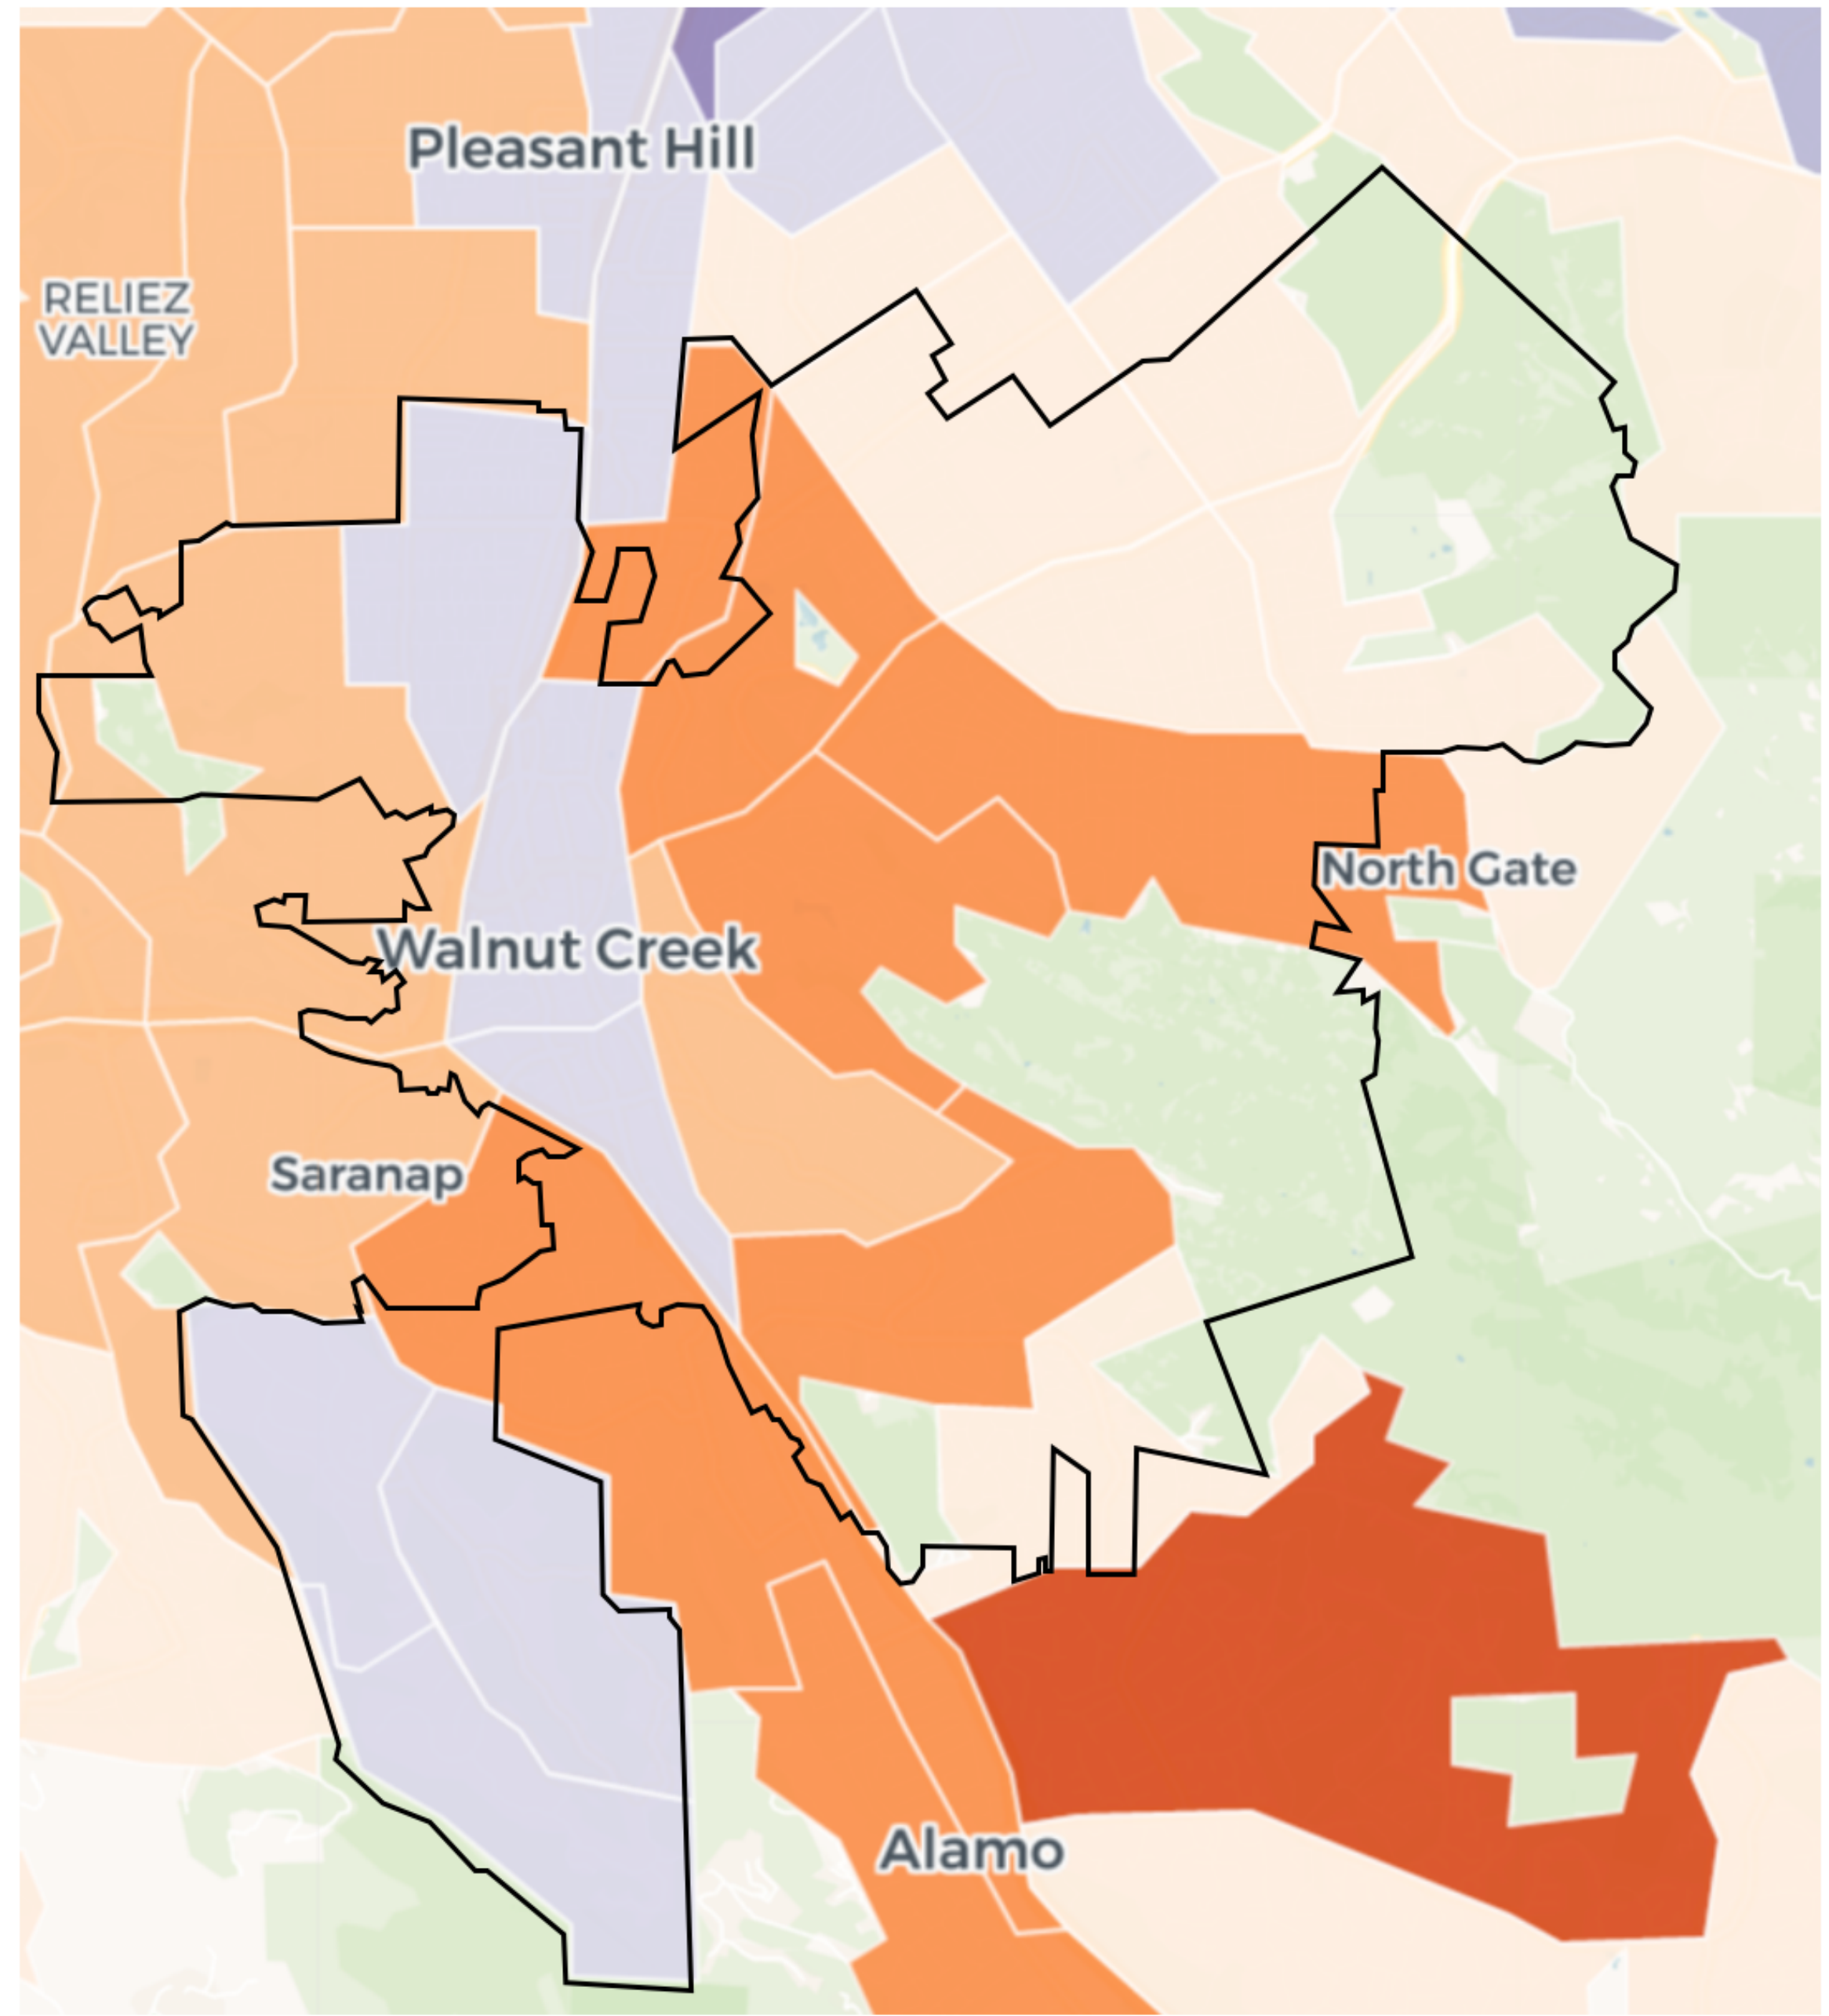 Pleasant Hill
RELIEZ
VALLEY
North Gate
Walnut Creek
Saranap
Alamo